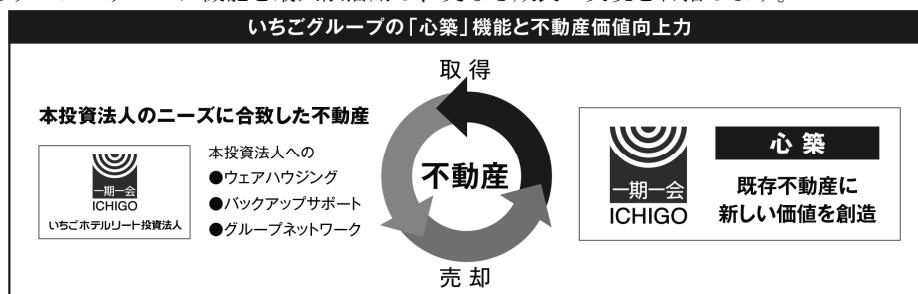 いちごグループの「心築」機能と不動産価値向上力
取得
本投資法人のニーズに合致した不動産
一期一会
ICHIGO
いちごホテルリート投資法人
本投資法人への
●ウェアハウジング
●バックアップサポート
●グループネットワーク
不動産
売却
一期一会
ICHIGO
心築
既存不動産に
新しい価値を創造